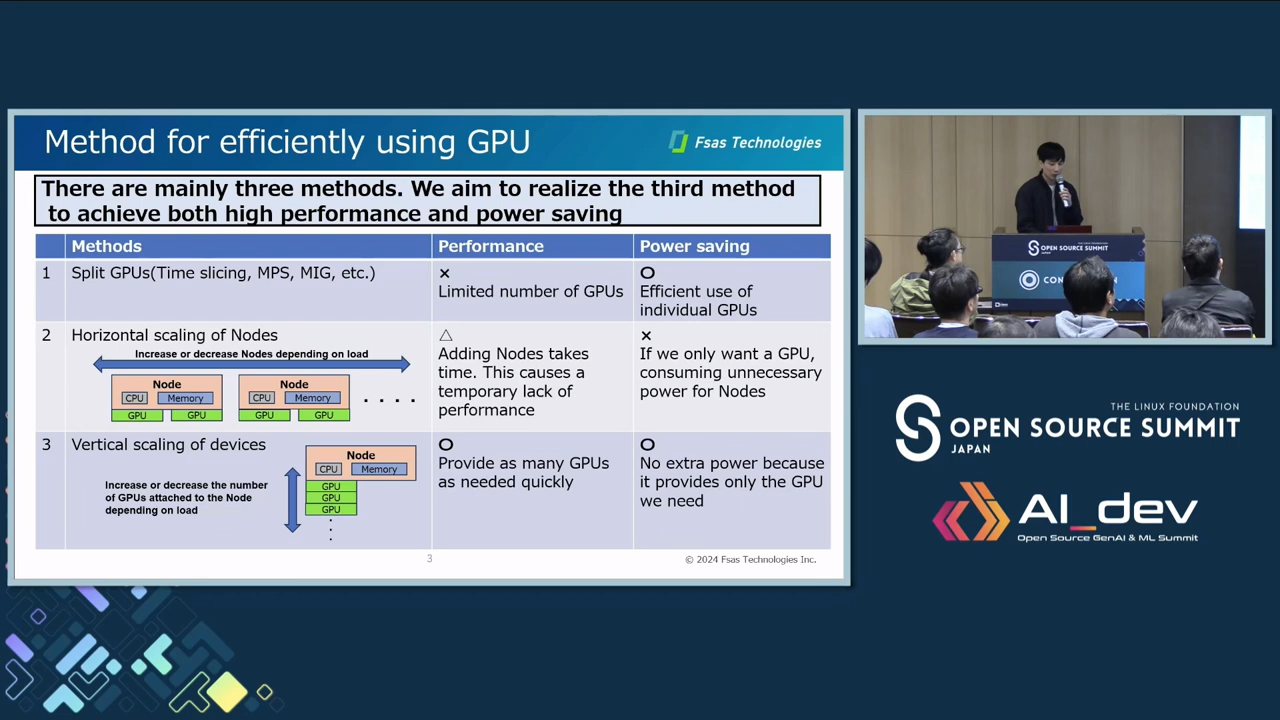 Method for efficiently using GPU
Fsas Technologies
There are mainly three methods. We aim to realize the third method
to achieve both high performance and power saving
Methods
Performance
Power saving
1
Split GPUs(Time slicing, MPS, MIG, etc.)
×
Limited number of GPUs
O
Efficient use of
individual GPUs
2
Horizontal scaling of Nodes
Increase or decrease Nodes depending on load
Node
CPU
Memory
GPU
GPU
Node
CPU
Memory
GPU
GPU
. . . .
△
Adding Nodes takes
time. This causes a
temporary lack of
performance
×
If we only want a GPU,
consuming unnecessary
power for Nodes
3
Vertical scaling of devices
Increase or decrease the number
of GPUs attached to the Node
depending on load
Node
CPU
Memory
GPU
GPU
GPU
O
Provide as many GPUs
as needed quickly
O
No extra power because
it provides only the GPU
we need
3
© 2024 Fsas Technologies Inc.
OPEN SOURCE SUMMIT
JAPAN
THE LINUX FOUNDATION
OPEN SOURCE SUMMIT
JAPAN
AI_dev
Open Source GenAI & ML Summit